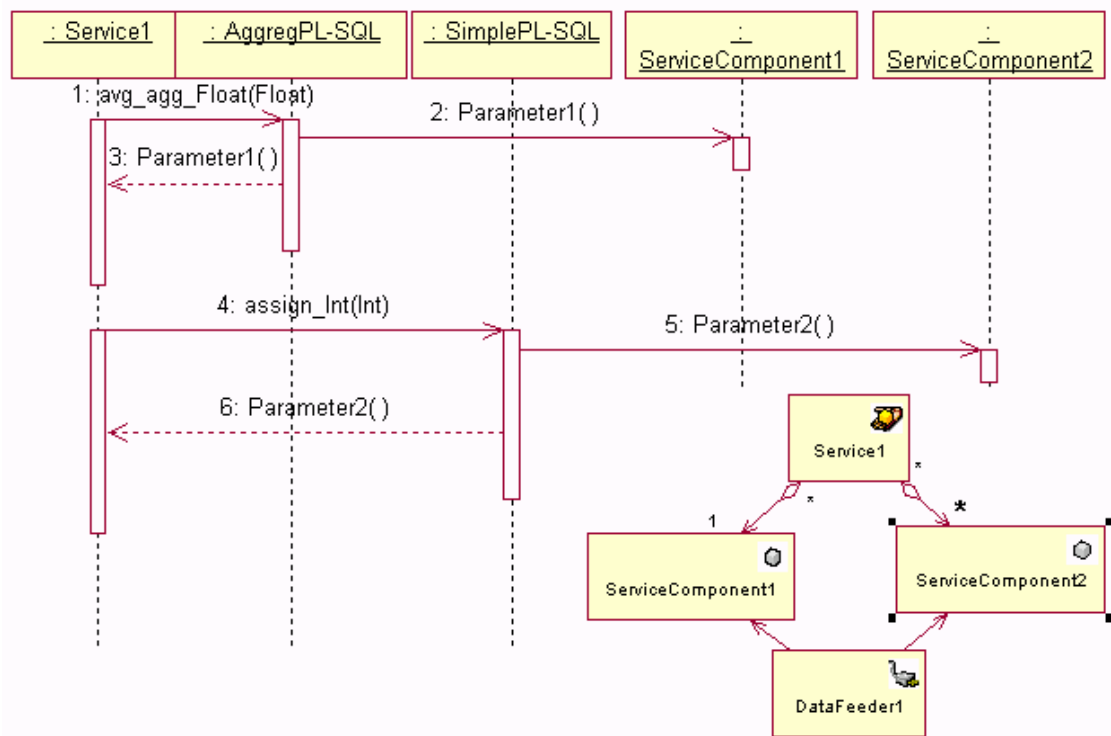 : Service1
: AggregPL-SQL
: SimplePL-SQL
:
ServiceComponent1
:
ServiceComponent2
1: avg_agg_Float(Float)
2: Parameter1( )
3: Parameter1( )
4: assign_Int(Int)
5: Parameter2( )
6: Parameter2( )
Service1
*
*
1
*
ServiceComponent1
ServiceComponent2
DataFeeder1